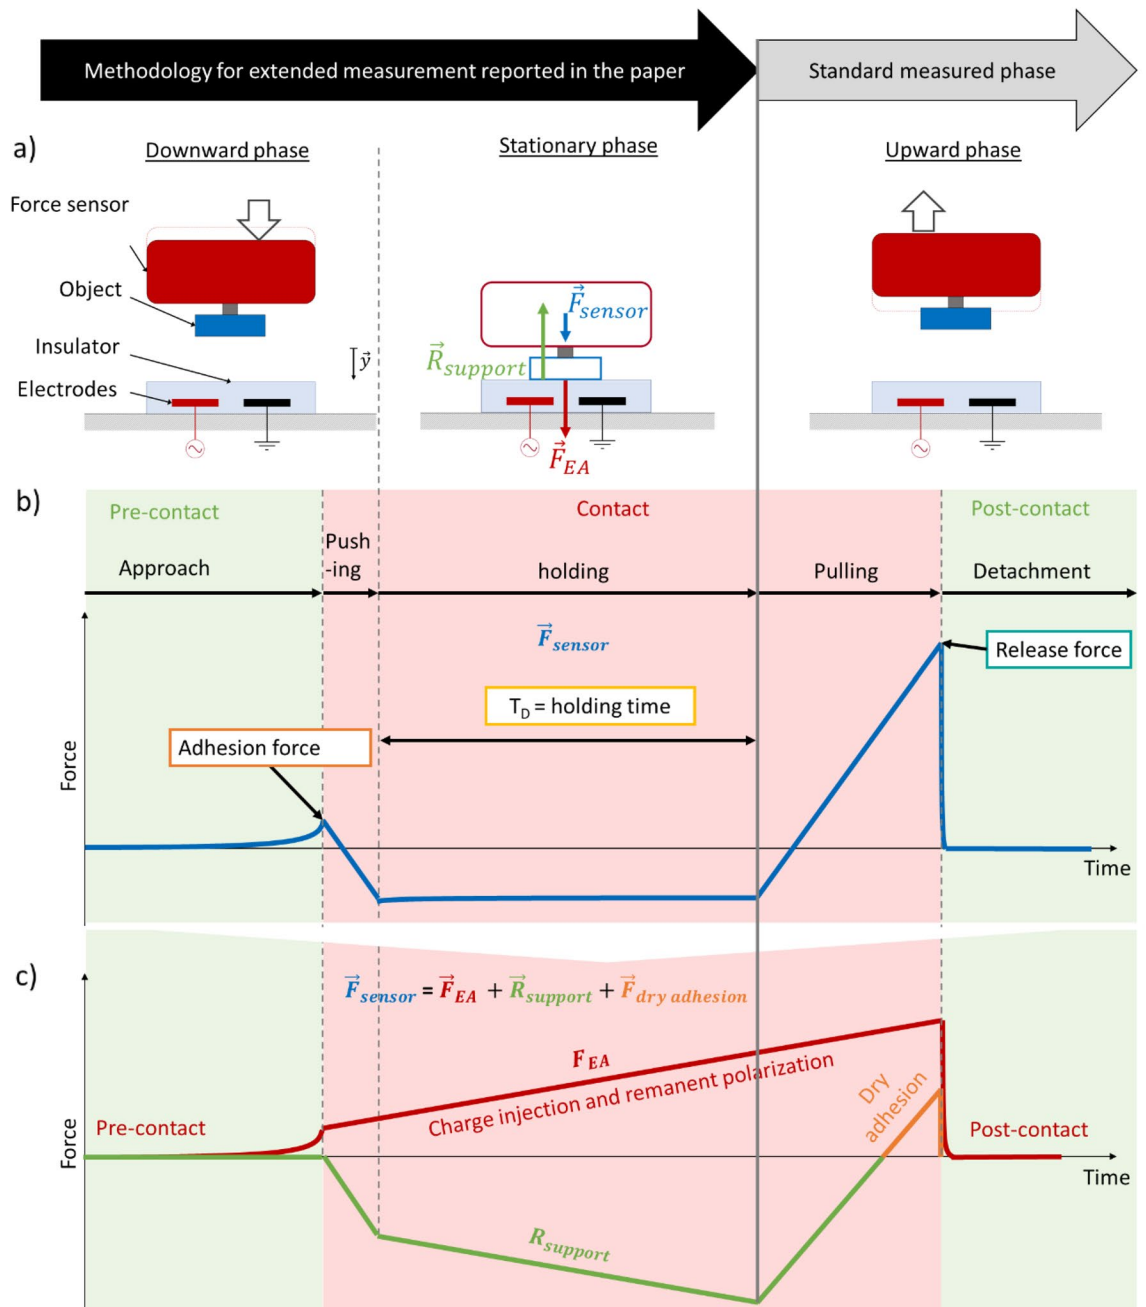 Methodology for extended measurement reported in the paper
Standard measured phase
a)
Downward phase
Stationary phase
Upward phase
Force sensor
Object
Insulator
Electrodes
y⃗
F⃗sensor
R⃗support
F⃗EA
b)
Pre-contact
Contact
Post-contact
Approach
Push
-ing
holding
Pulling
Detachment
F⃗sensor
Release force
TD = holding time
Adhesion force
Force
Time
c)
F⃗sensor = F⃗EA + R⃗support + F⃗dry adhesion
FEA
Charge injection and remanent polarization
Dry
adhesion
Pre-contact
Post-contact
Force
Time
Rsupport